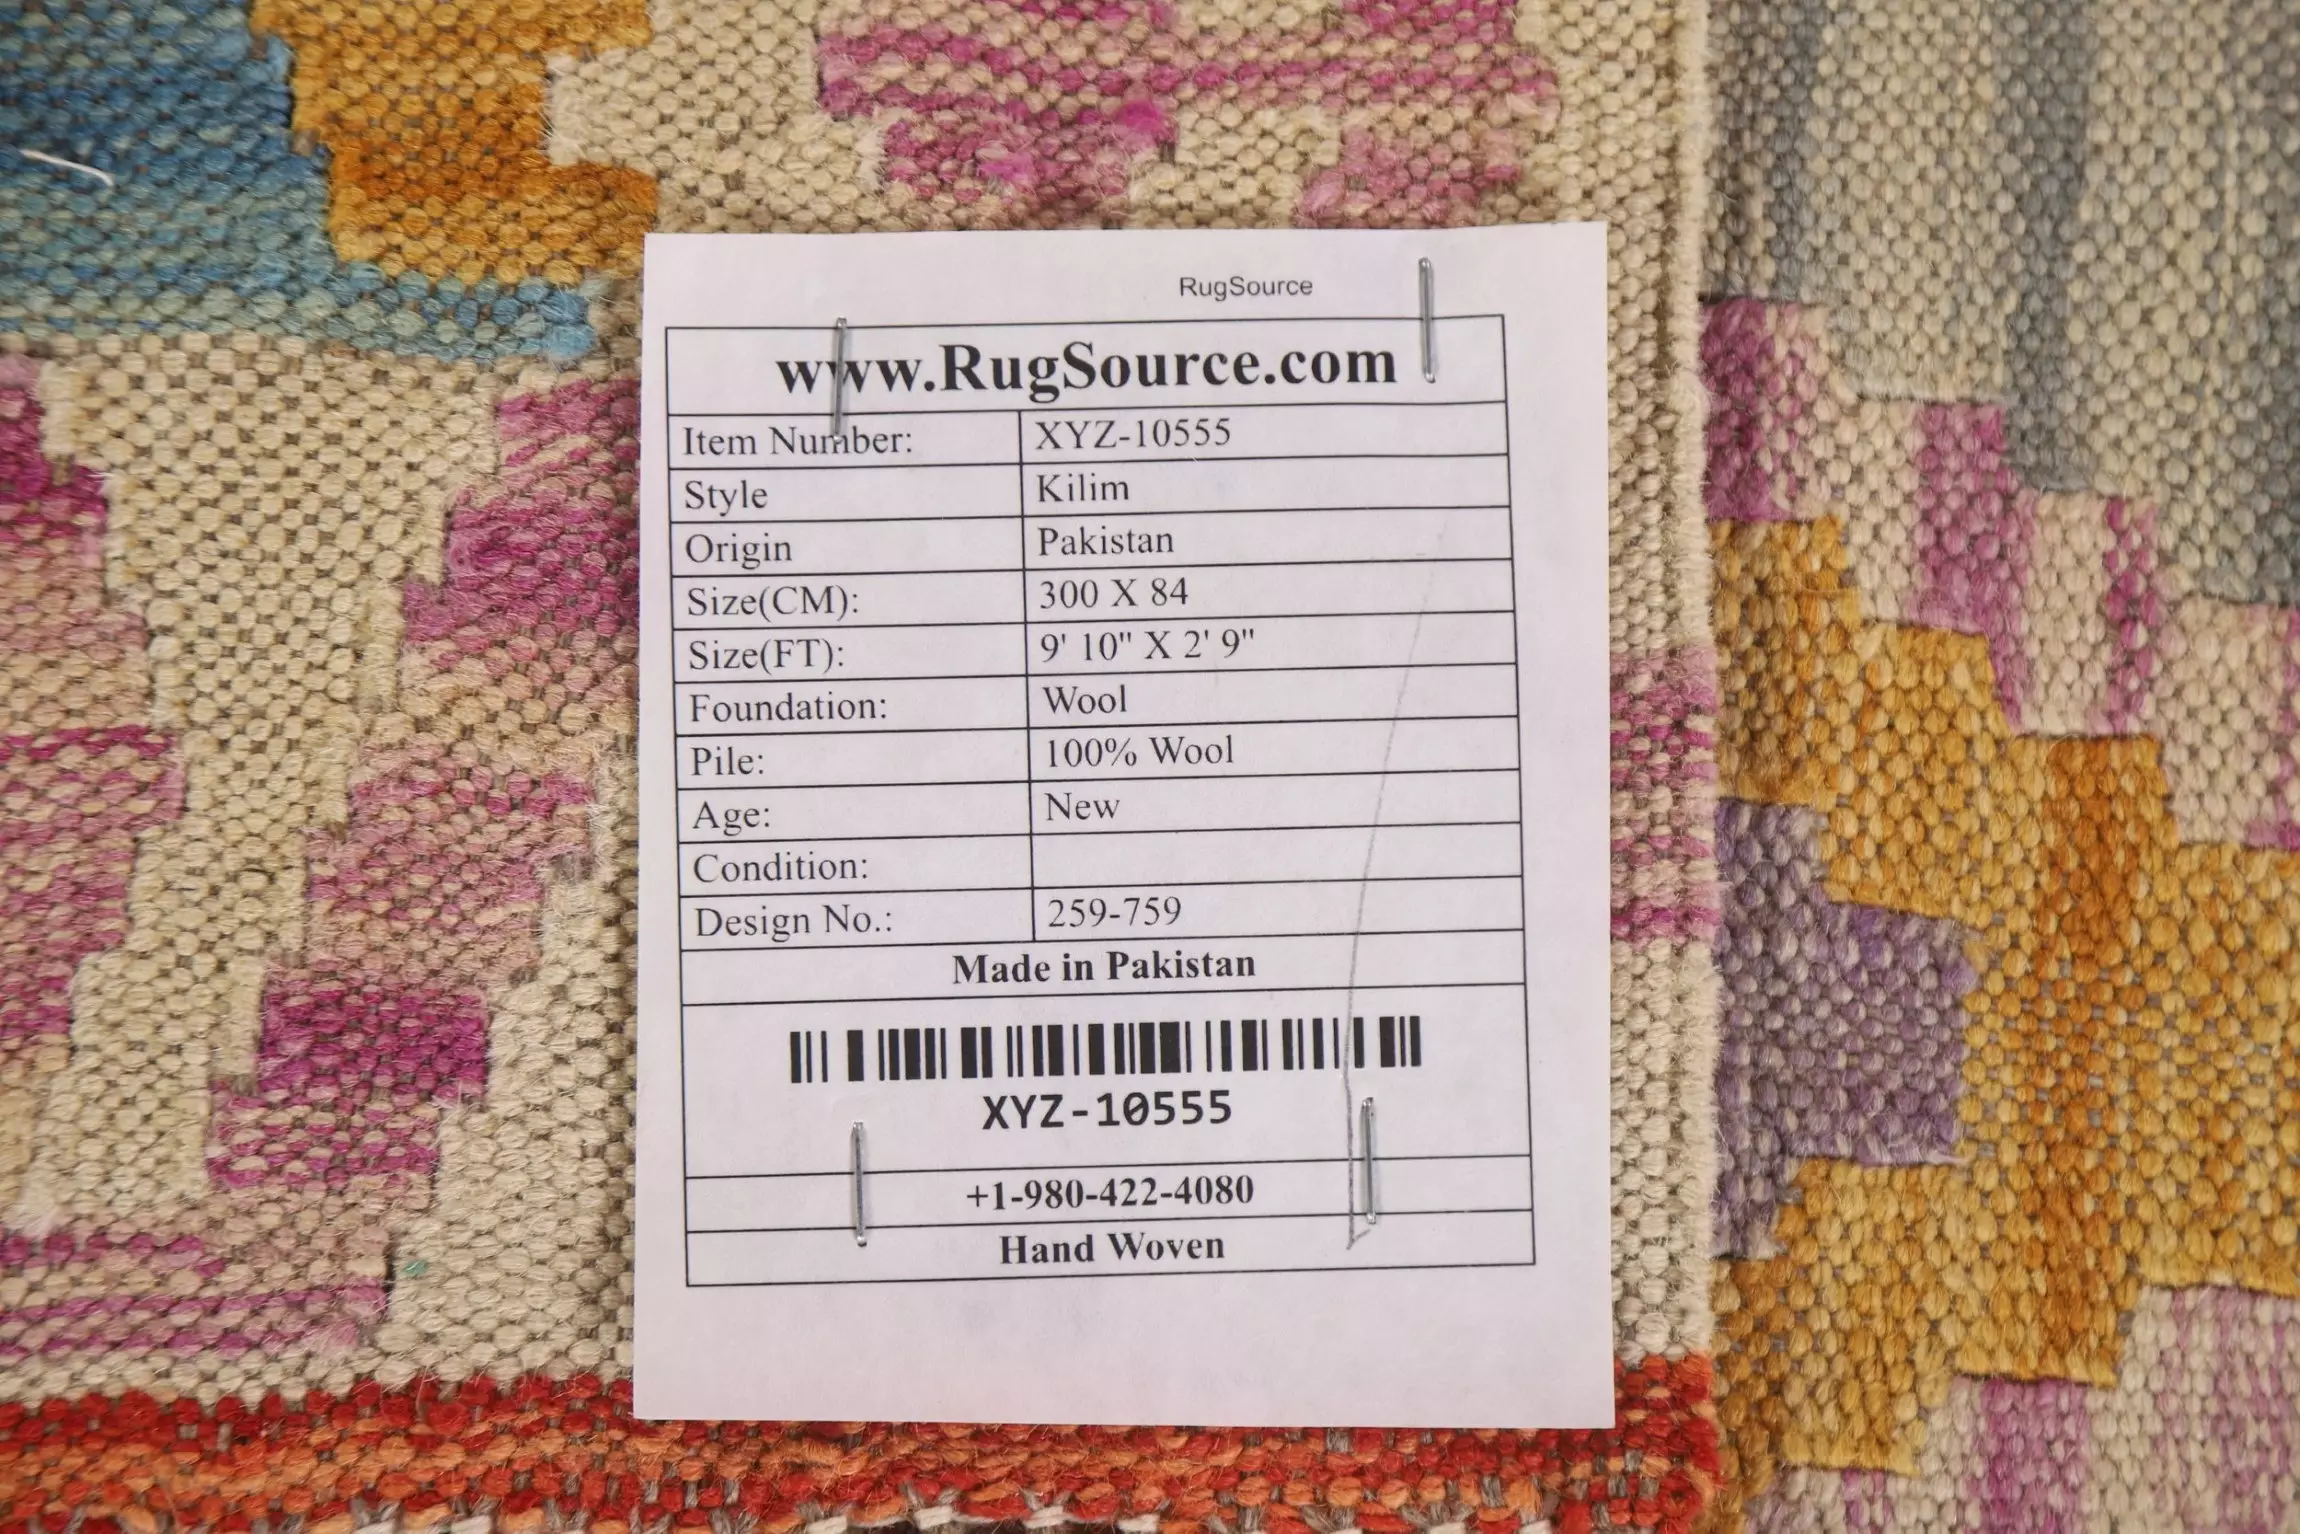 RugSource
www.RugSource.com
Item Number: XYZ-10555
Style Kilim
Origin Pakistan
Size(CM): 300 X 84
Size(FT): 9' 10" X 2' 9"
Foundation: Wool
Pile: 100% Wool
Age: New
Condition:
Design No.: 259-759
Made in Pakistan
XYZ-10555
+1-980-422-4080
Hand Woven